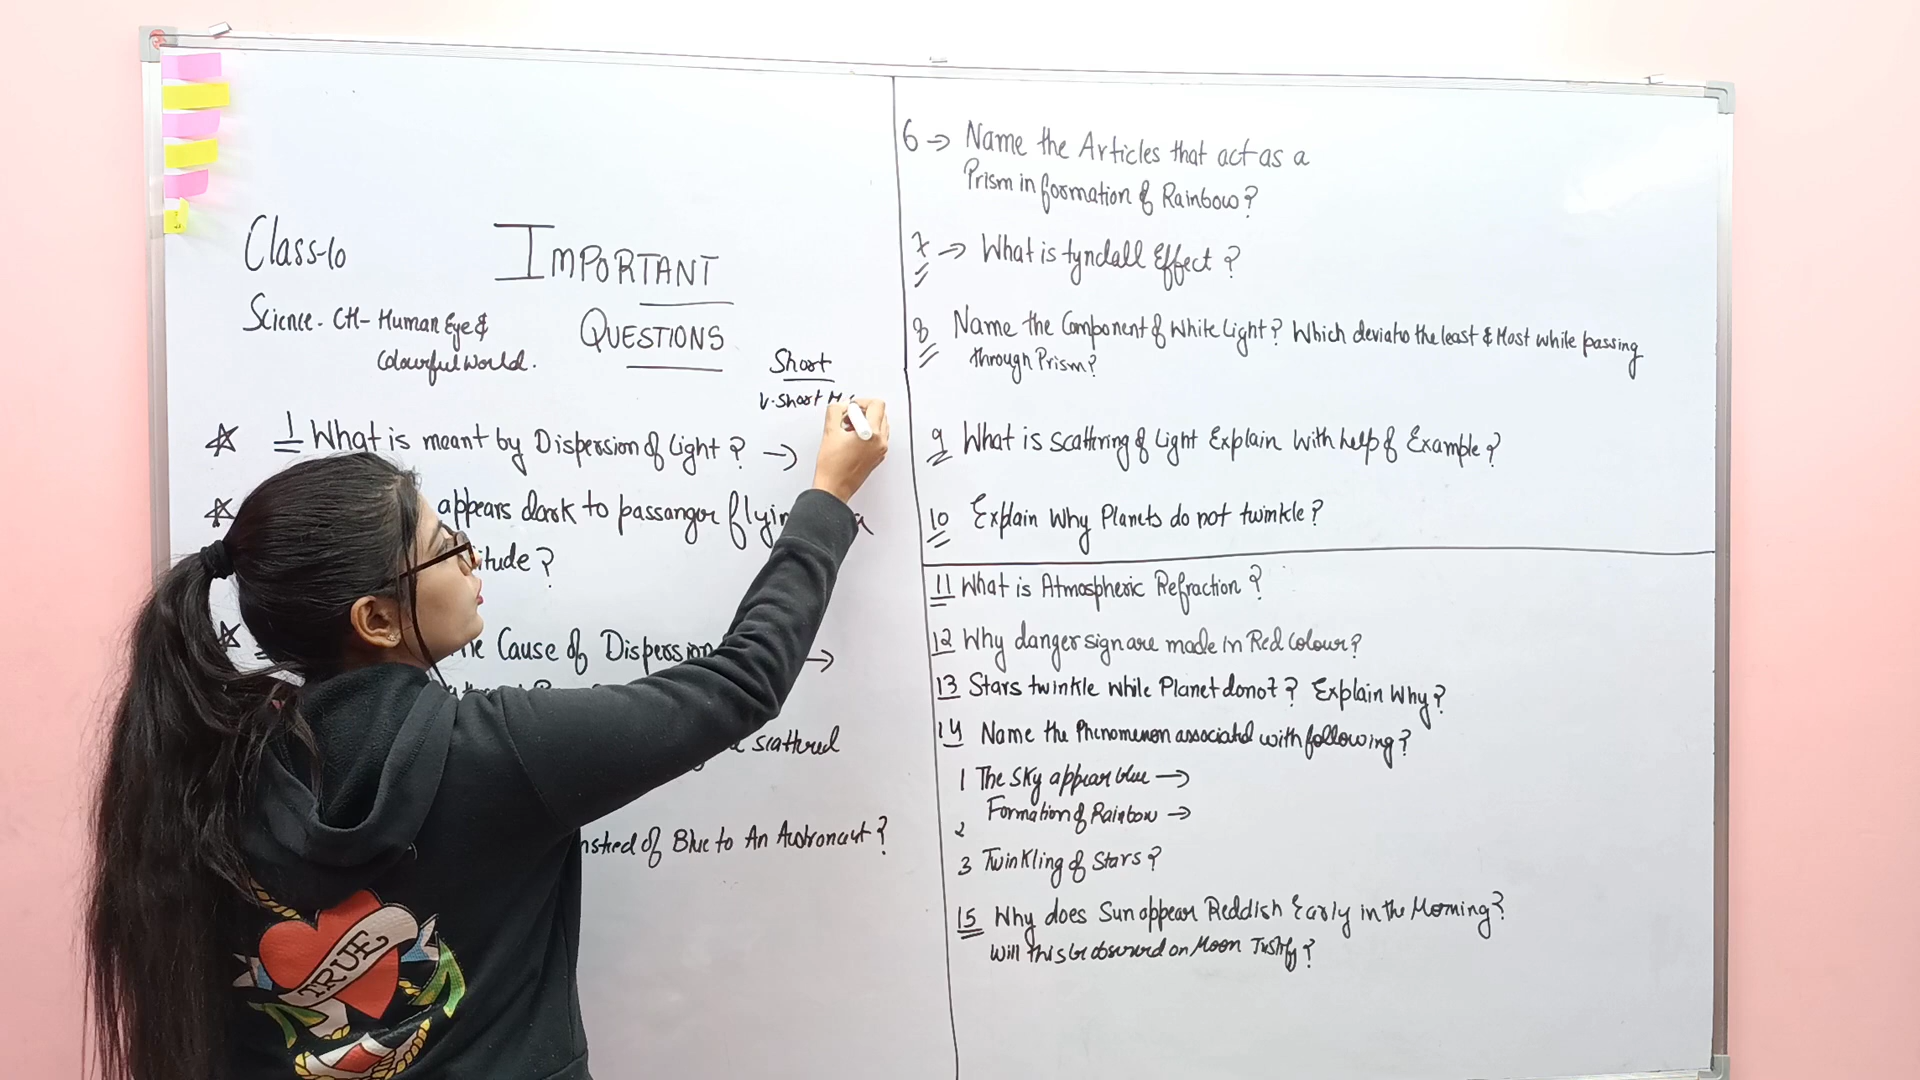 Class-10
IMPORTANT
Science - CH- Human Eye &
Colourful World.
QUESTIONS
Short
V.Short
1 What is meant by Dispersion of Light? →
appears dark to passanger
itude?
Cause of Dispersion →
scattered
of Blue to An Astronaut?
6 → Name the Articles that act as a
Prism in formation of Rainbow?
7 → What is tyndall Effect?
8 Name the Component of White Light? Which deviate the least & Most while passing
through Prism?
9 What is scattring of Light Explain With help of Example?
10 Explain Why Planets do not twinkle?
11 What is Atmospheric Refraction?
12 Why danger sign are made in Red Colour?
13 Stars twinkle while Planet donot? Explain Why?
14 Name the Phenomenon associated with following?
1 The Sky appear blue →
2 Formation of Rainbow →
3 Twinkling of Stars?
15 Why does Sun appear Reddish Early in the Morning?
Will this be observed on Moon Justify?
TRUE